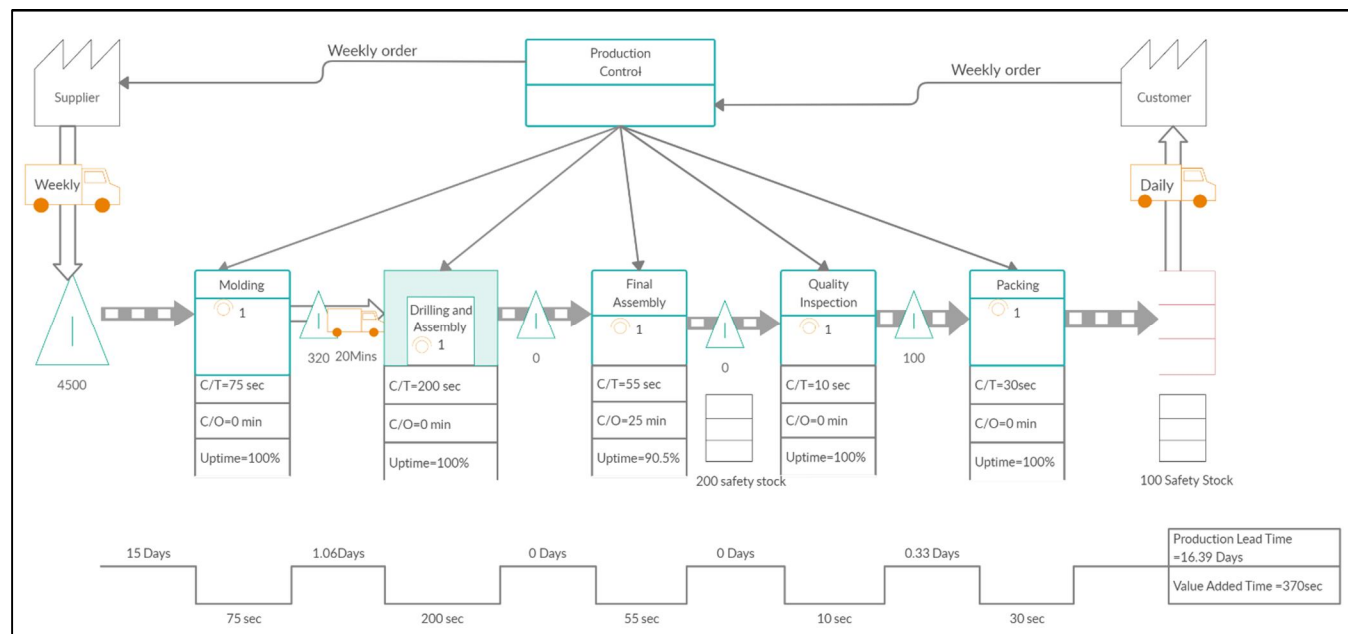 Weekly order
Production
Control
Weekly order
Supplier
Customer
Weekly
Daily
Molding
1
Drilling and
Assembly
1
Final
Assembly
1
Quality
Inspection
1
Packing
1
4500
320
20Mins
0
0
100
C/T=75 sec
C/O=0 min
Uptime=100%
C/T=200 sec
C/O=0 min
Uptime=100%
C/T=55 sec
C/O=25 min
Uptime=90.5%
C/T=10 sec
C/O=0 min
Uptime=100%
C/T=30sec
C/O=0 min
Uptime=100%
200 safety stock
100 Safety Stock
15 Days
1.06Days
0 Days
0 Days
0.33 Days
75 sec
200 sec
55 sec
10 sec
30 sec
Production Lead Time
=16.39 Days
Value Added Time =370sec